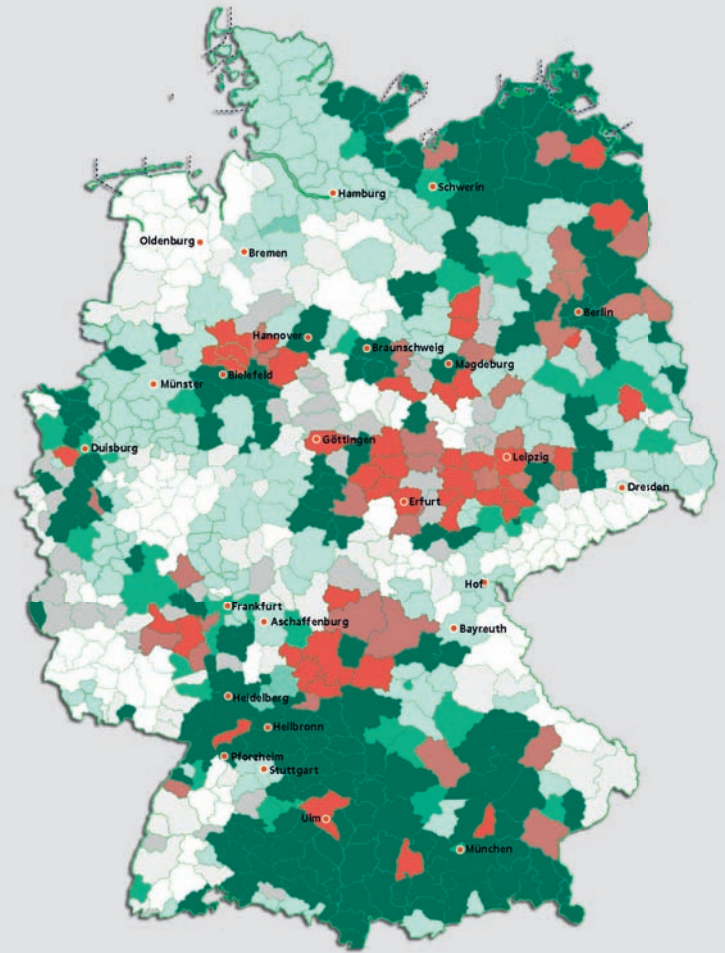 Hamburg
Schwerin
Oldenburg
Bremen
Berlin
Hannover
Braunschweig
Magdeburg
Bielefeld
Münster
Göttingen
Duisburg
Leipzig
Dresden
Erfurt
Hof
Frankfurt
Aschaffenburg
Bayreuth
Heidelberg
Heilbronn
Pforzheim
Stuttgart
Ulm
München